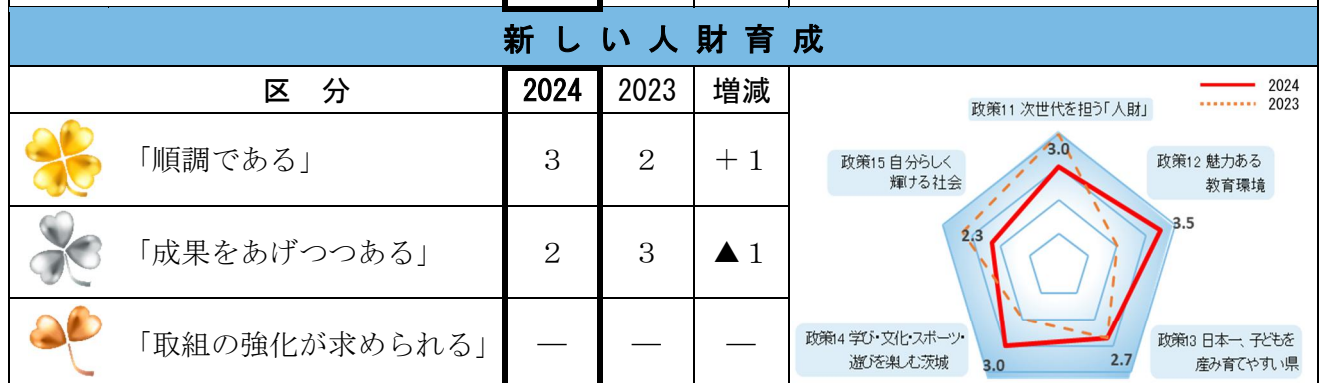 新しい人財育成
区　分 2024 2023 増減
「順調である」 3 2 ＋1
「成果をあげつつある」 2 3 ▲1
「取組の強化が求められる」 ― ― ―
2024
2023
政策11 次世代を担う「人財」
3.0
政策12 魅力ある
教育環境
3.5
政策13 日本一、子どもを
産み育てやすい県
2.7
政策14 学び・文化・スポーツ・
遊びを楽しむ茨城
3.0
政策15 自分らしく
輝ける社会
2.3